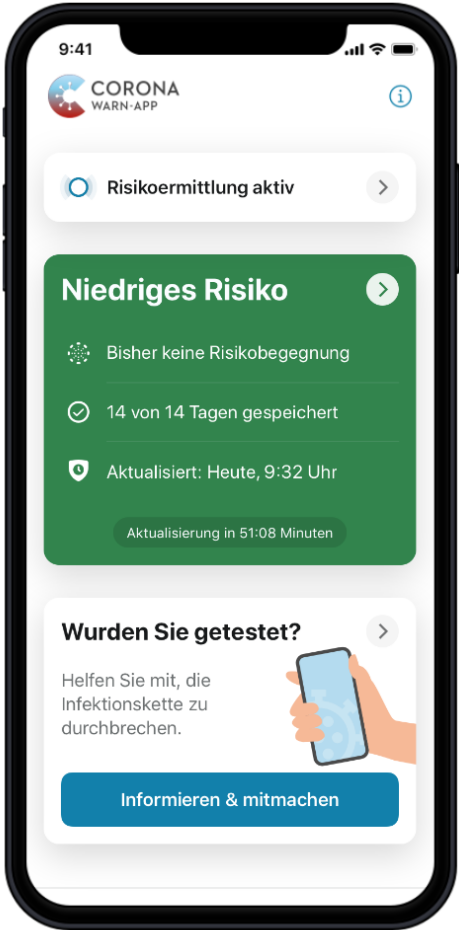 9:41
CORONA
WARN-APP
Risikoermittlung aktiv
Niedriges Risiko
Bisher keine Risikobegegnung
14 von 14 Tagen gespeichert
Aktualisiert: Heute, 9:32 Uhr
Aktualisierung in 51:08 Minuten
Wurden Sie getestet?
Helfen Sie mit, die
Infektionskette zu
durchbrechen.
Informieren & mitmachen